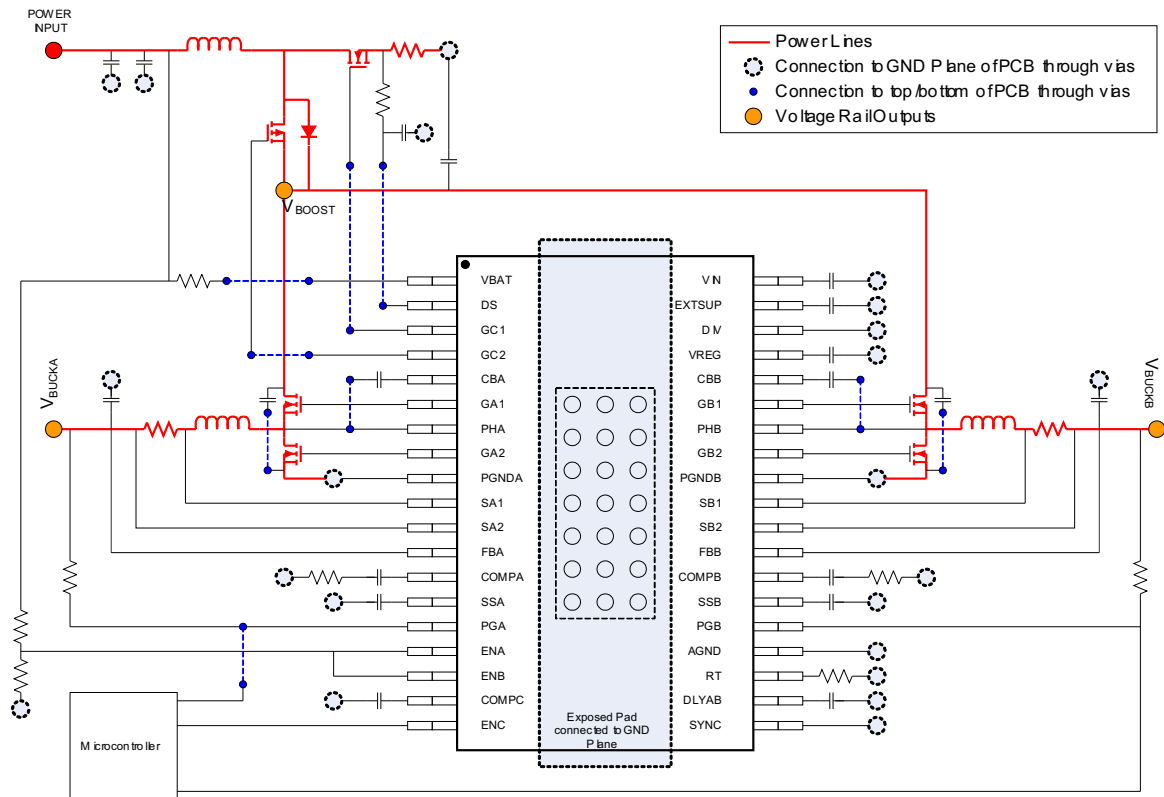 POWER
INPUT
Power Lines
Connection to GND Plane of PCB through vias
Connection to top/bottom of PCB through vias
Voltage Rail Outputs
VBOOST
VBAT
DS
GC1
GC2
CBA
GA1
PHA
GA2
PGNDA
SA1
SA2
FBA
COMPA
SSA
PGA
ENA
ENB
COMPC
ENC
VIN
EXTSUP
DIV
VREG
CBB
GB1
PHB
GB2
PGNDB
SB1
SB2
FBB
COMPB
SSB
PGB
AGND
RT
DLYAB
SYNC
VBUCKA
VBUCKB
Exposed Pad
connected to GND
Plane
Microcontroller